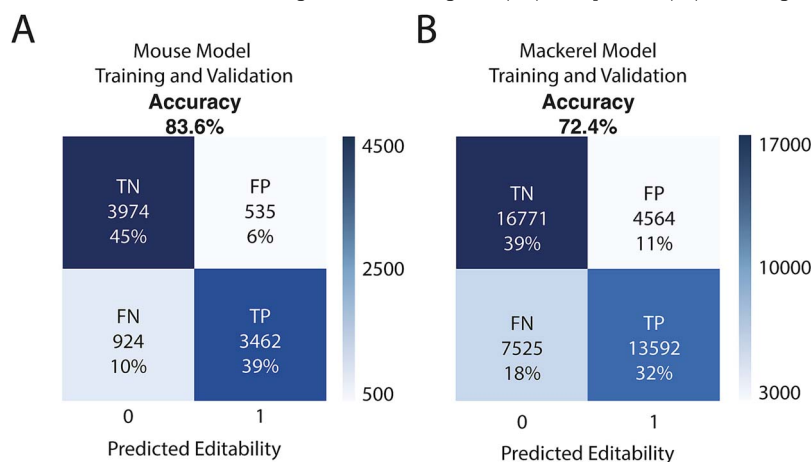 A
Mouse Model
Training and Validation
Accuracy
83.6%
TN
3974
45%
FP
535
6%
FN
924
10%
TP
3462
39%
4500
2500
500
0 1
Predicted Editability
B
Mackerel Model
Training and Validation
Accuracy
72.4%
TN
16771
39%
FP
4564
11%
FN
7525
18%
TP
13592
32%
17000
10000
3000
0 1
Predicted Editability